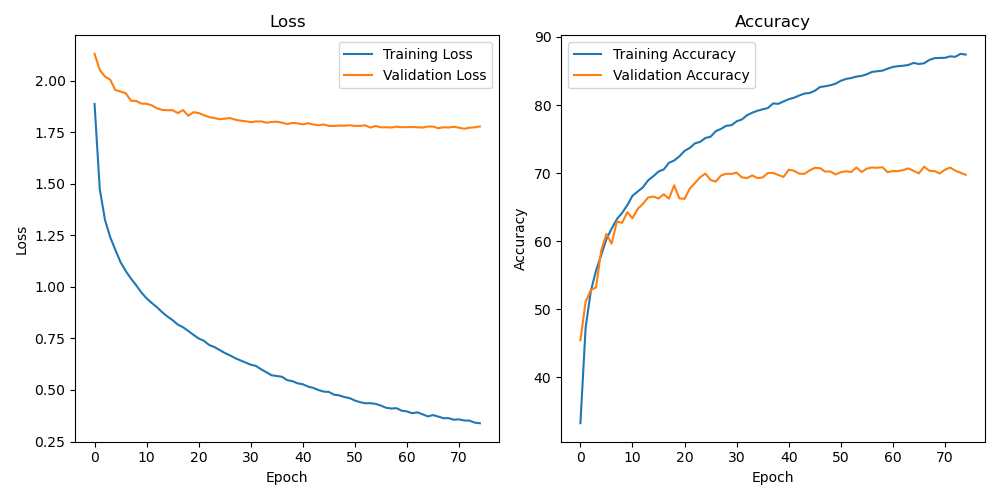 Loss
Training Loss
Validation Loss
2.00
1.75
1.50
1.25
1.00
0.75
0.50
0.25
Loss
0 10 20 30 40 50 60 70
Epoch
Accuracy
Training Accuracy
Validation Accuracy
90
80
70
60
50
40
Accuracy
0 10 20 30 40 50 60 70
Epoch